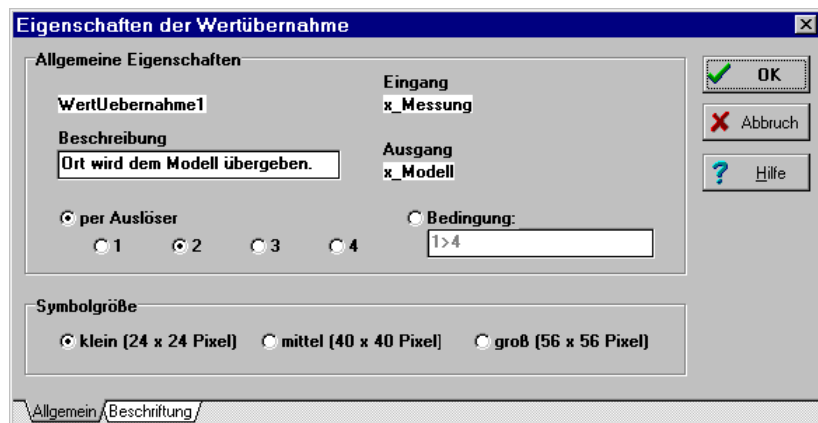 Eigenschaften der Wertübernahme
Allgemeine Eigenschaften
WertUebernahme1
Eingang
x_Messung
Beschreibung
Ort wird dem Modell übergeben.
Ausgang
x_Modell
per Auslöser
1 2 3 4
Bedingung:
1>4
Symbolgröße
klein (24 x 24 Pixel) mittel (40 x 40 Pixel) groß (56 x 56 Pixel)
OK
Abbruch
? Hilfe
Allgemein Beschriftung